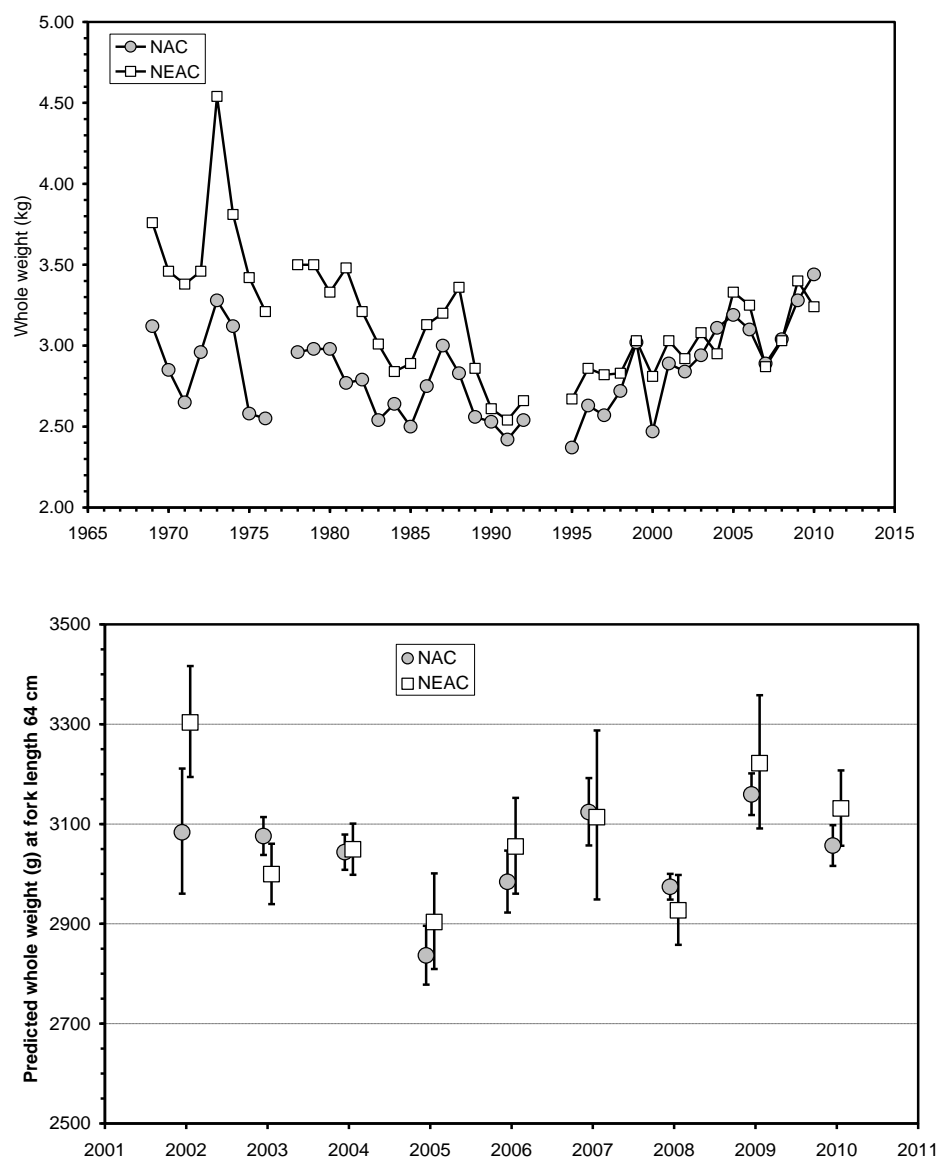 5.00
NAC
NEAC
4.50
4.00
3.50
3.00
2.50
2.00
Whole weight (kg)
1965 1970 1975 1980 1985 1990 1995 2000 2005 2010 2015
3500
NAC
NEAC
3300
3100
2900
2700
2500
Predicted whole weight (g) at fork length 64 cm
2001 2002 2003 2004 2005 2006 2007 2008 2009 2010 2011